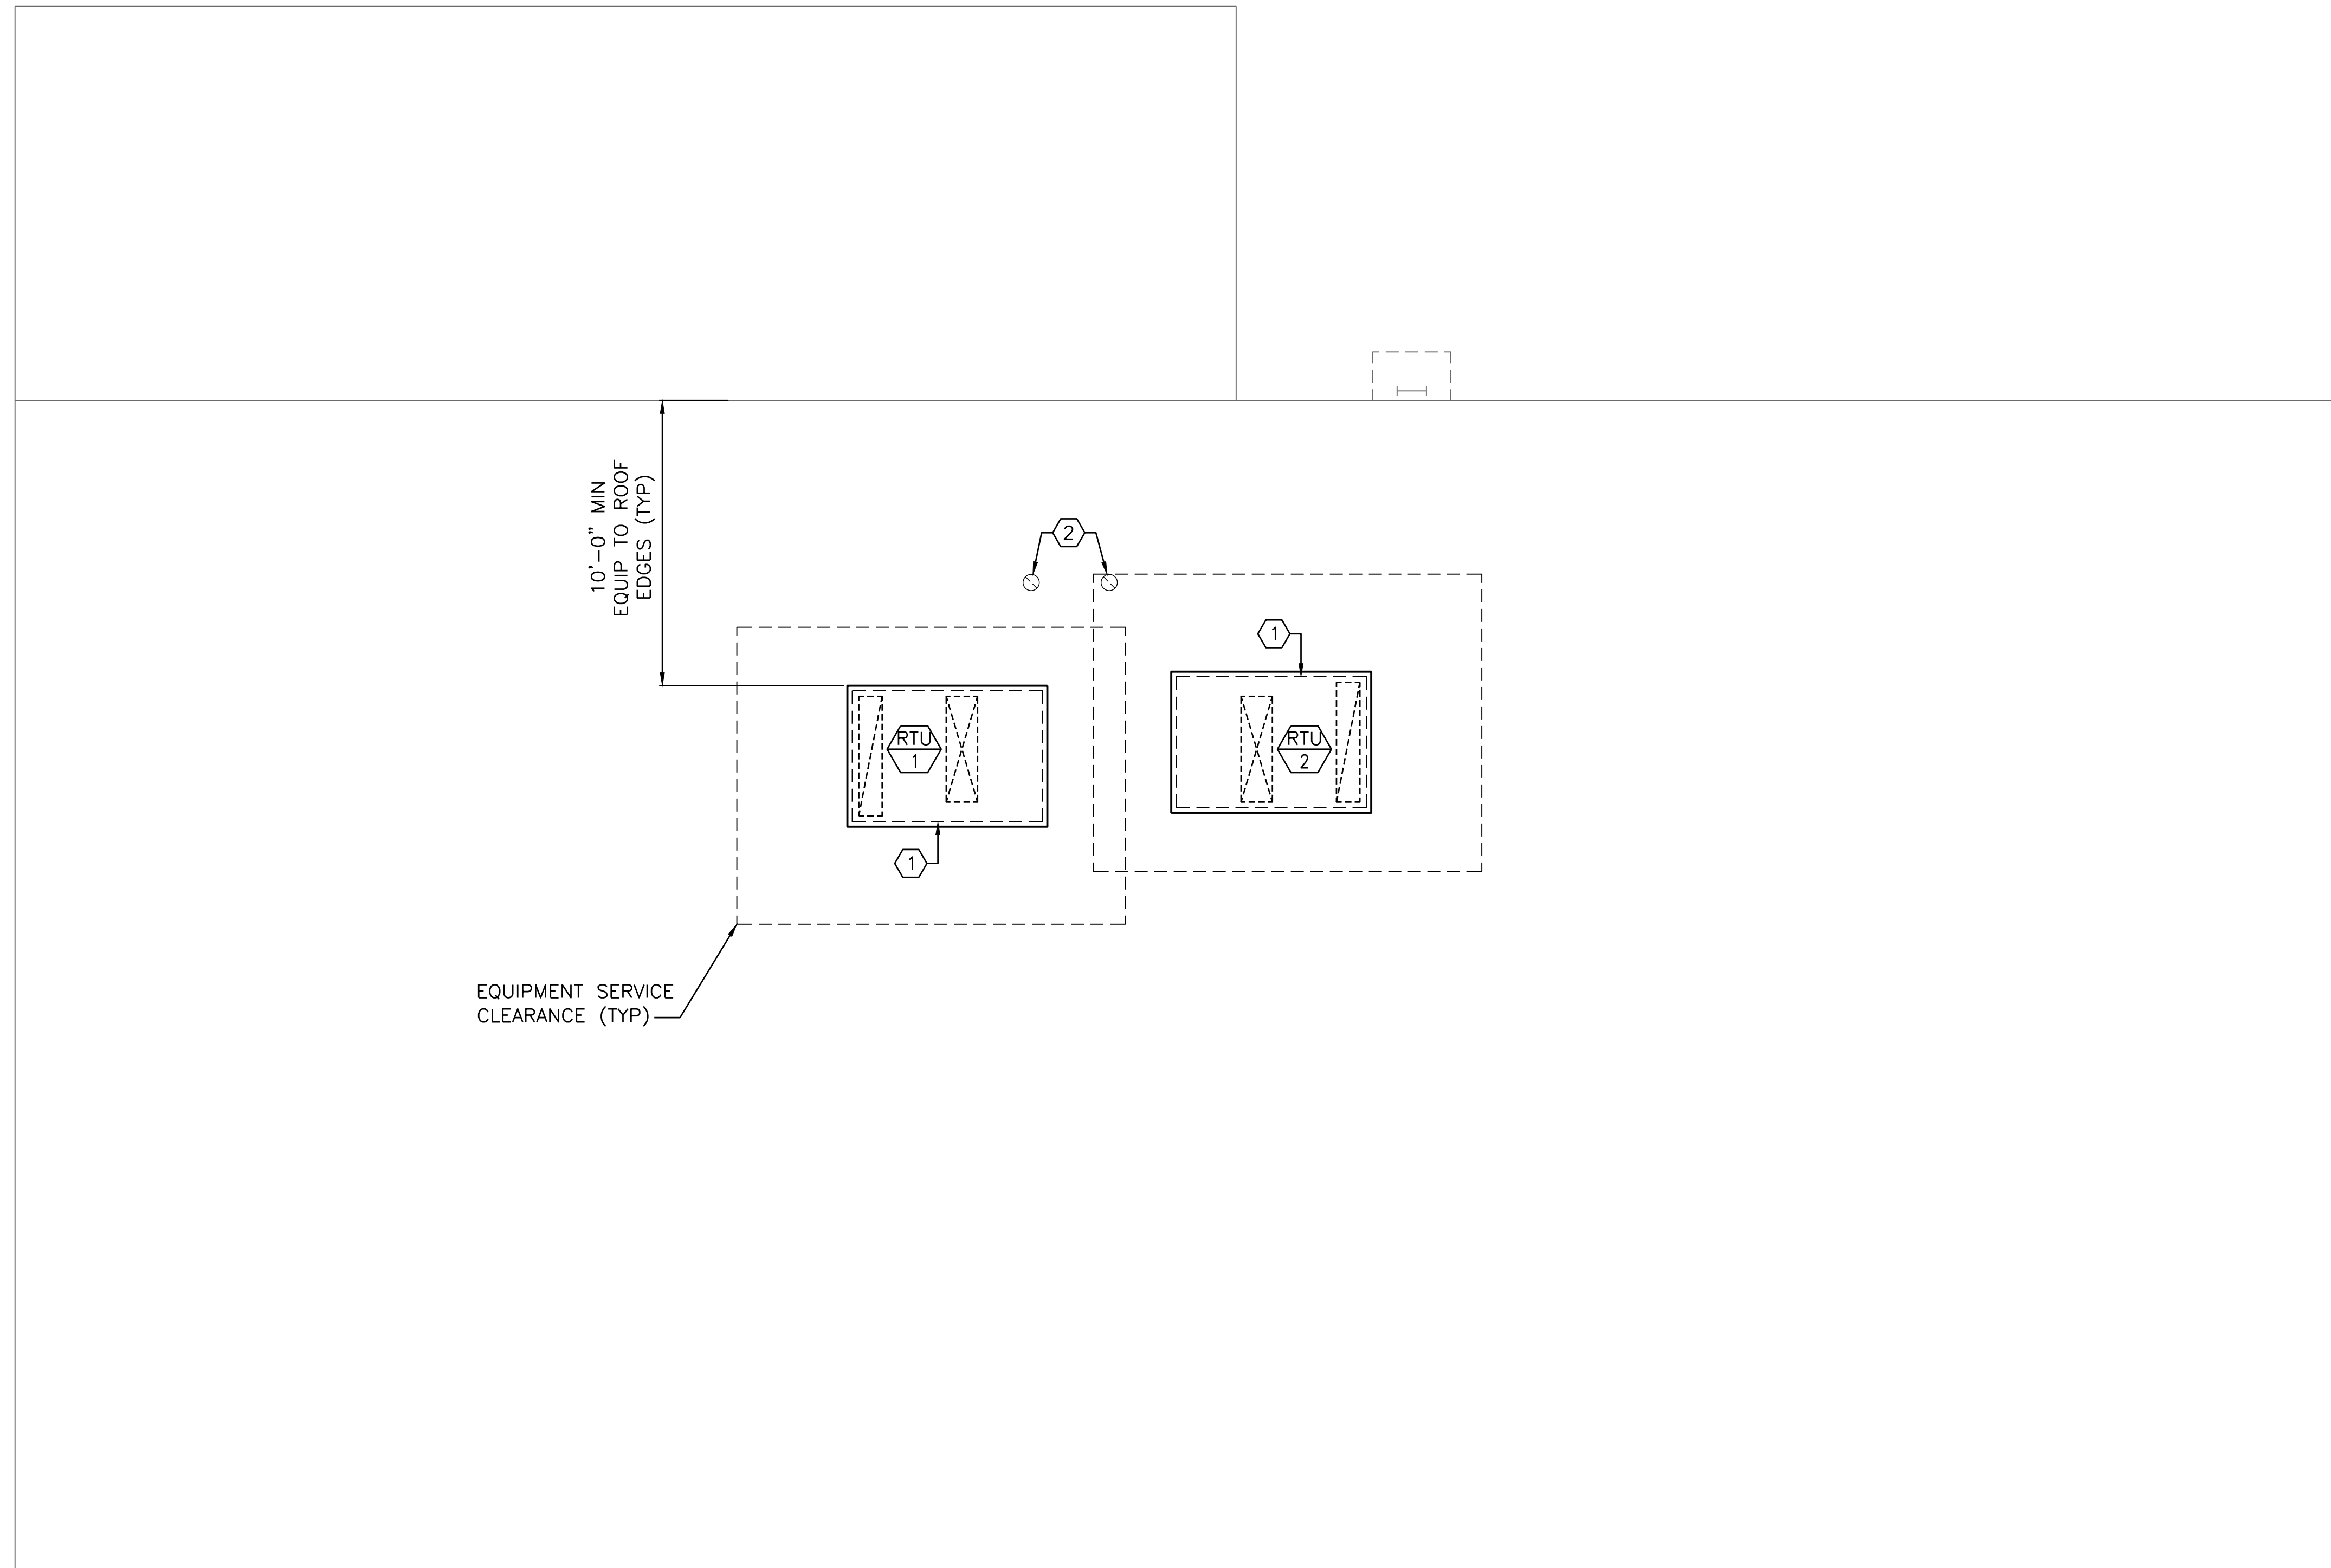 10'-0" MIN
EQUIP TO ROOF
EDGES (TYP)
2
1
RTU
1
RTU
2
1
EQUIPMENT SERVICE
CLEARANCE (TYP)